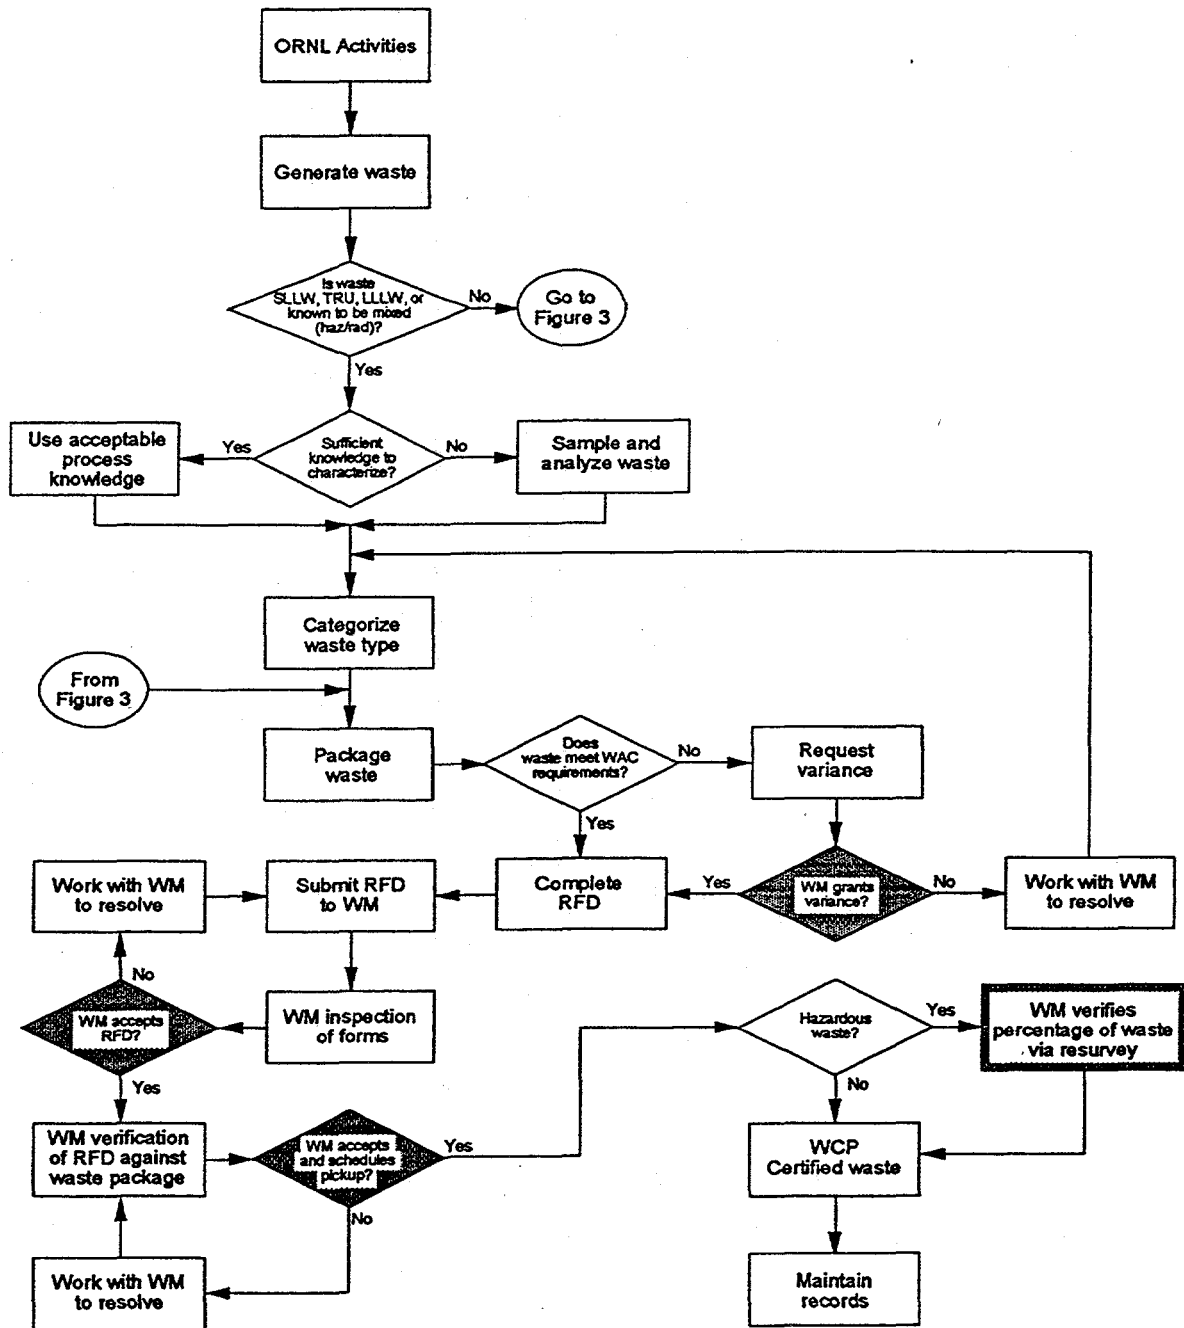 ORNL Activities
Generate waste
Is waste
SLLW, TRU, LLLW, or
known to be mixed
(haz/rad)?
No
Go to
Figure 3
Yes
Use acceptable
process
knowledge
Yes
Sufficient
knowledge to
characterize?
No
Sample and
analyze waste
Categorize
waste type
From
Figure 3
Package
waste
Does
waste meet WAC
requirements?
No
Request
variance
Yes
Work with WM
to resolve
Submit RFD
to WM
Complete
RFD
Yes
WM grants
variance?
No
Work with WM
to resolve
No
WM accepts
RFD?
WM inspection
of forms
Hazardous
waste?
Yes
WM verifies
percentage of waste
via resurvey
Yes
No
WM verification
of RFD against
waste package
WM accepts
and schedules
pickup?
Yes
WCP
Certified waste
No
Work with WM
to resolve
Maintain
records